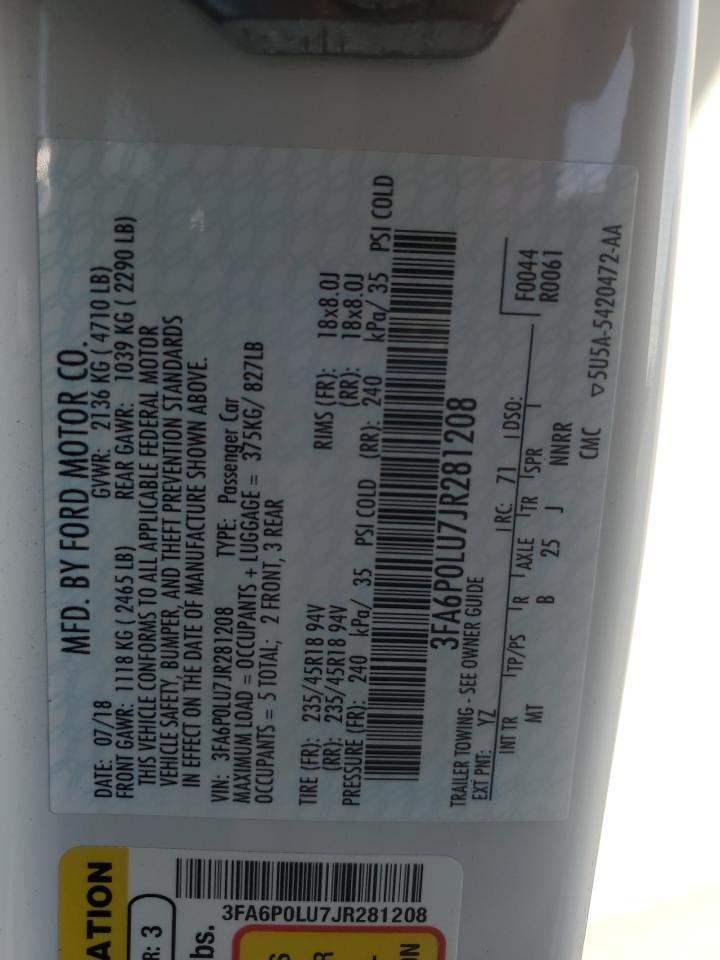 MFD. BY FORD MOTOR CO.
DATE: 07/18 GVWR: 2136 KG ( 4710 LB)
FRONT GAWR: 1118 KG ( 2465 LB) REAR GAWR: 1039 KG ( 2290 LB)
THIS VEHICLE CONFORMS TO ALL APPLICABLE FEDERAL MOTOR
VEHICLE SAFETY, BUMPER, AND THEFT PREVENTION STANDARDS
IN EFFECT ON THE DATE OF MANUFACTURE SHOWN ABOVE.
VIN: 3FA6P0LU7JR281208 TYPE: Passenger Car
MAXIMUM LOAD = OCCUPANTS + LUGGAGE = 375KG/ 827LB
OCCUPANTS = 5 TOTAL; 2 FRONT, 3 REAR
TIRE (FR): 235/45R18 94V RIMS (FR): 18x8.0J
(RR): 235/45R18 94V (RR): 18x8.0J
PRESSURE (FR): 240 kPa/ 35 PSI COLD (RR): 240 kPa/ 35 PSI COLD
3FA6P0LU7JR281208
TRAILER TOWING - SEE OWNER GUIDE
EXT PNT: YZ RC: 71 DSO: F0044
R0061
INT TR TP/PS R AXLE TR SPR
MT B 25 J NNRR
CMC ▽5U5A-5420472-AA
ATION
R: 3
bs.
3FA6P0LU7JR281208